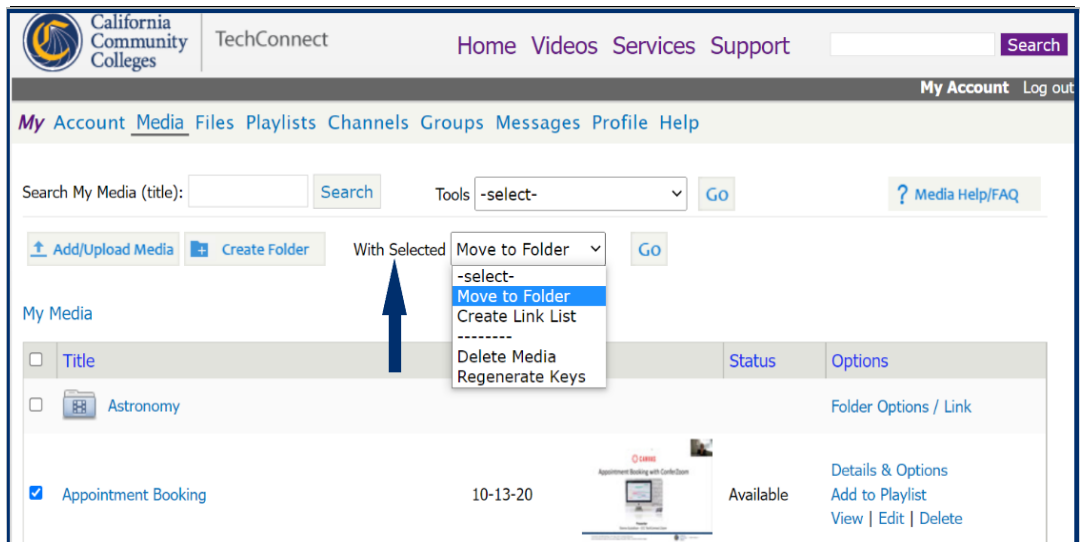 California
Community
Colleges
TechConnect
Home Videos Services Support
Search
My Account Log out
My Account Media Files Playlists Channels Groups Messages Profile Help
Search My Media (title): Search Tools -select- Go ? Media Help/FAQ
Add/Upload Media Create Folder With Selected Move to Folder Go
-select-
Move to Folder
Create Link List
--------
Delete Media
Regenerate Keys
My Media
Title Status Options
Astronomy Folder Options / Link
CANVAS
Appointment Booking with ConferZoom
Appointment Booking 10-13-20 Available
Details & Options
Add to Playlist
View | Edit | Delete